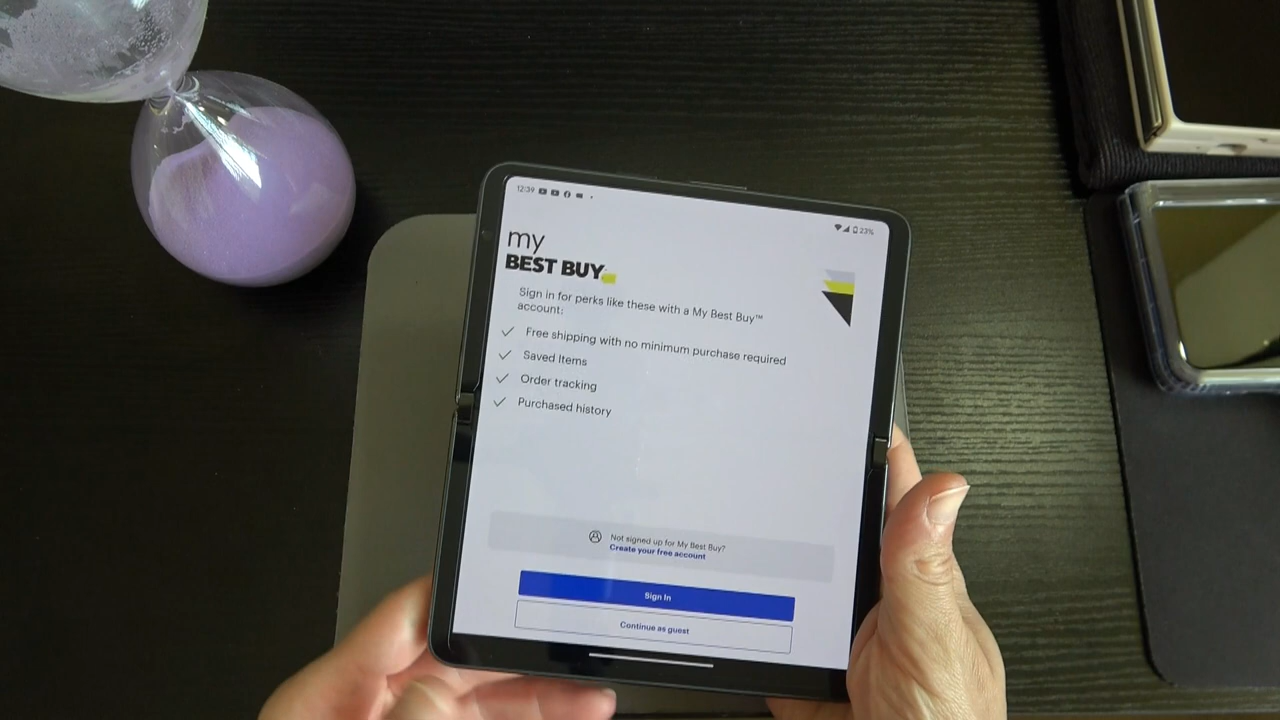 12:39
23%
my
BEST BUY
Sign in for perks like these with a My Best Buy™
account:
Free shipping with no minimum purchase required
Saved Items
Order tracking
Purchased history
Not signed up for My Best Buy?
Create your free account
Sign In
Continue as guest